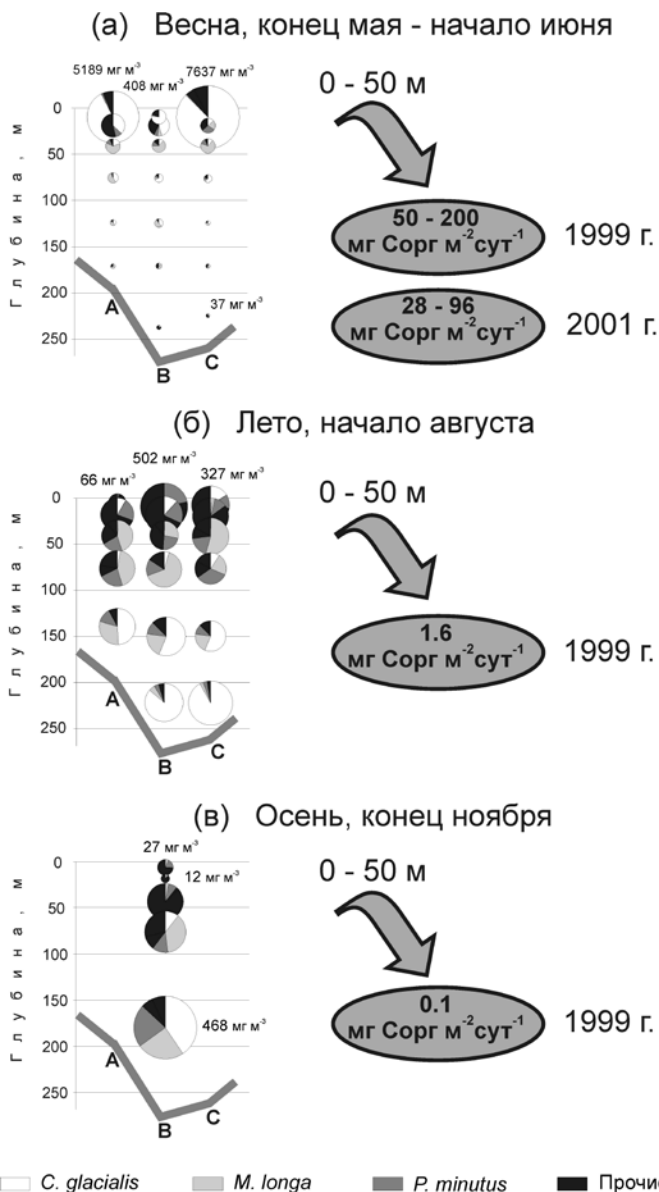 (а) Весна, конец мая - начало июня
5189 мг м⁻³
408 мг м⁻³
7637 мг м⁻³
0 - 50 м
0
50
100
150
200
250
Глубина, м
A
B
C
37 мг м⁻³
50 - 200
мг Сорг м⁻²сут⁻¹
1999 г.
28 - 96
мг Сорг м⁻²сут⁻¹
2001 г.
(б) Лето, начало августа
66 мг м⁻³
502 мг м⁻³
327 мг м⁻³
0 - 50 м
0
50
100
150
200
250
Глубина, м
A
B
C
1.6
мг Сорг м⁻²сут⁻¹
1999 г.
(в) Осень, конец ноября
27 мг м⁻³
12 мг м⁻³
0 - 50 м
0
50
100
150
200
250
Глубина, м
468 мг м⁻³
A
B
C
0.1
мг Сорг м⁻²сут⁻¹
1999 г.
C. glacialis M. longa P. minutus